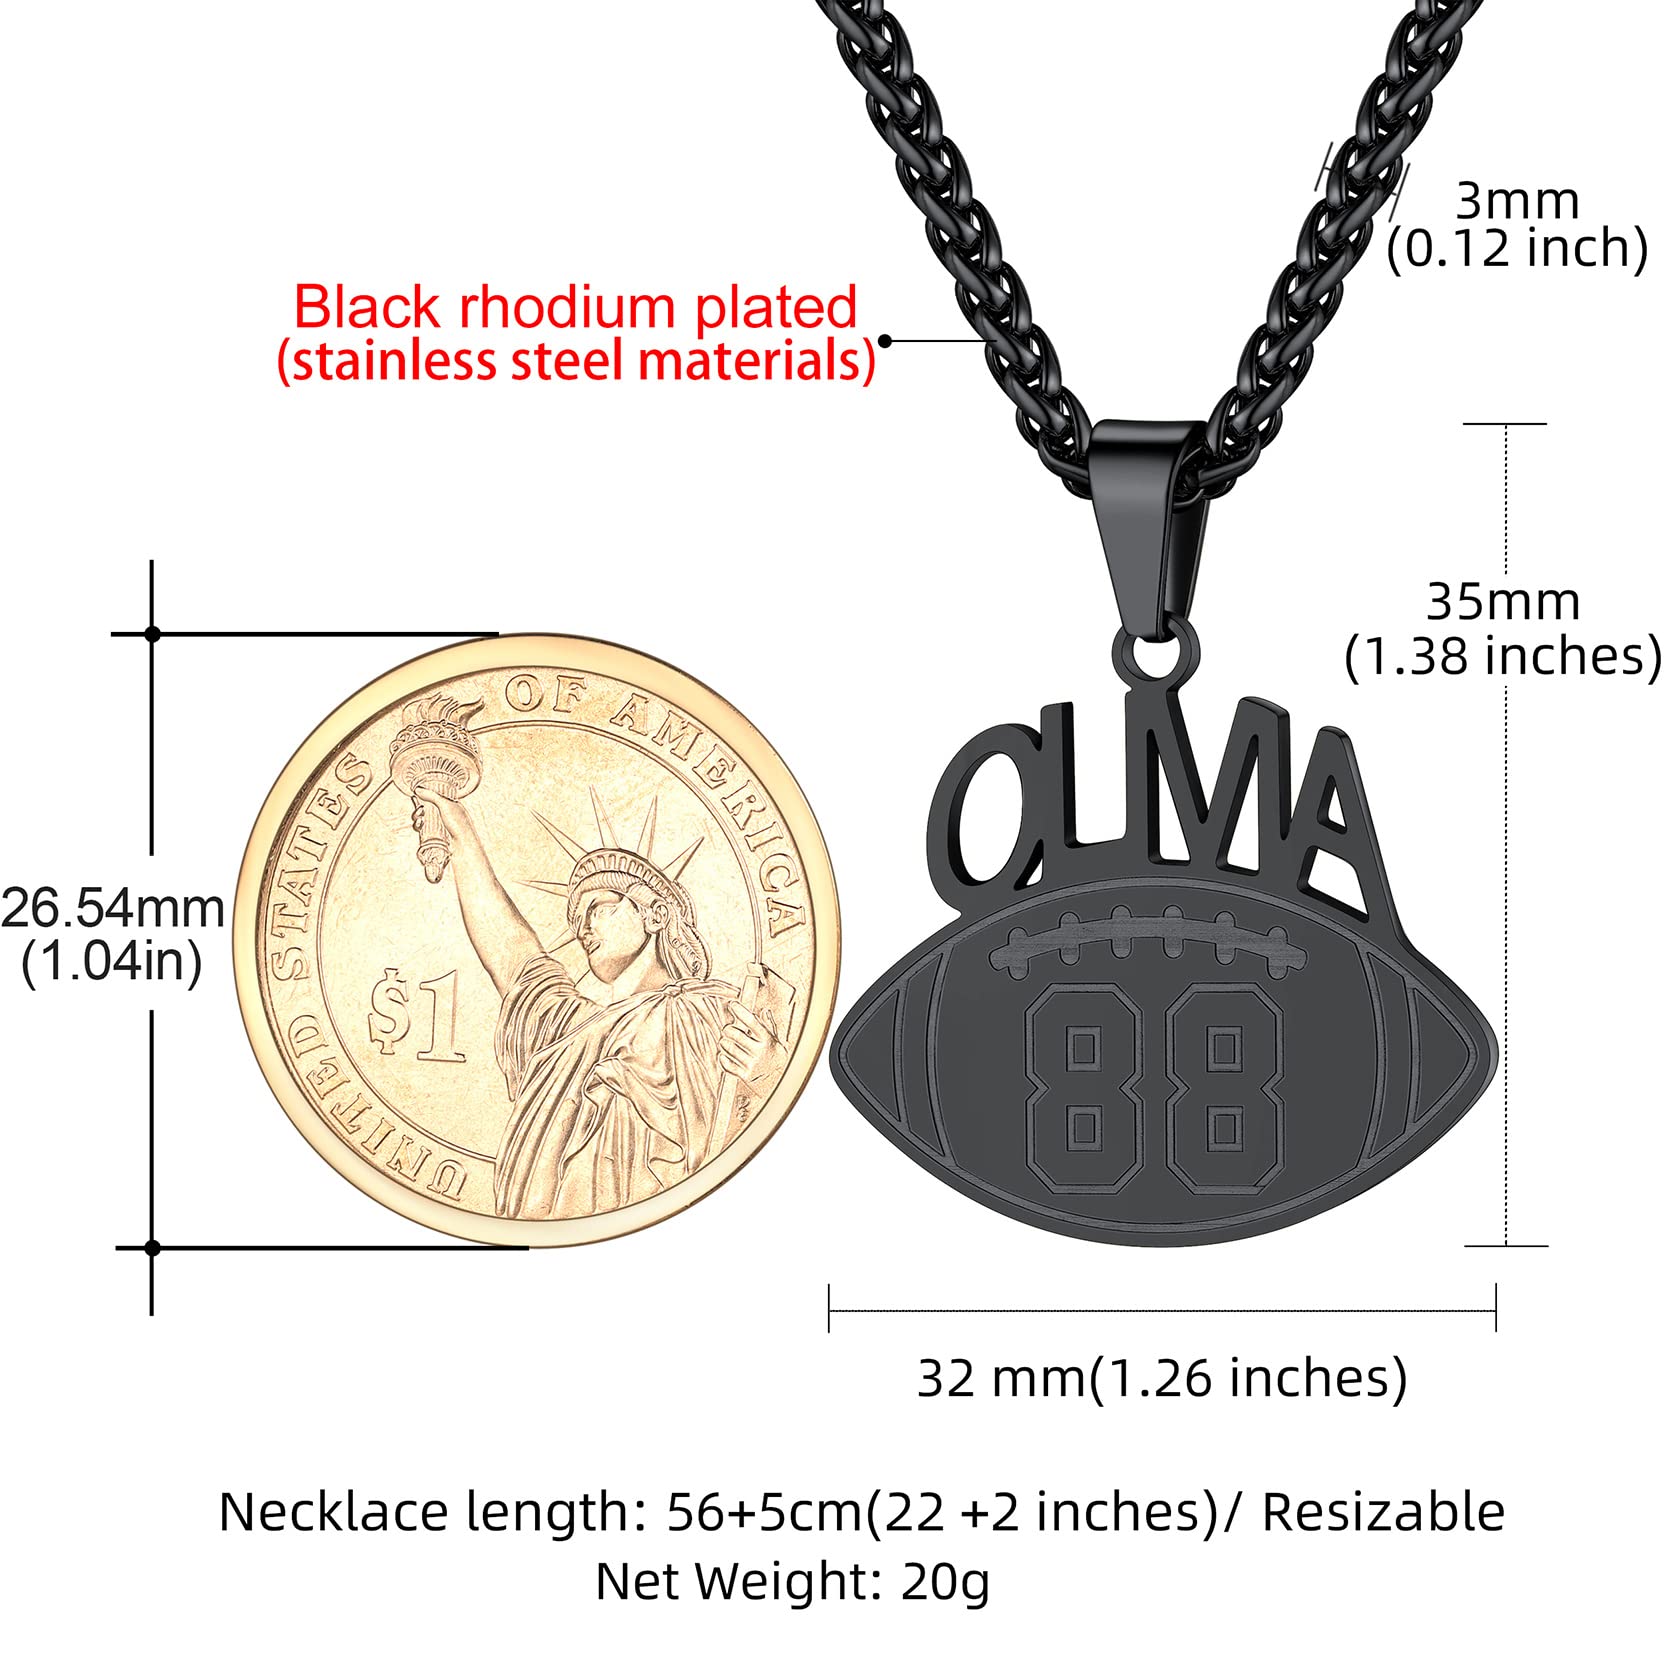 3mm
(0.12 inch)
Black rhodium plated
(stainless steel materials)
35mm
(1.38 inches)
UNITED STATES OF AMERICA
$1
26.54mm
(1.04in)
OLIMA
88
32 mm(1.26 inches)
Necklace length: 56+5cm(22 +2 inches)/ Resizable
Net Weight: 20g